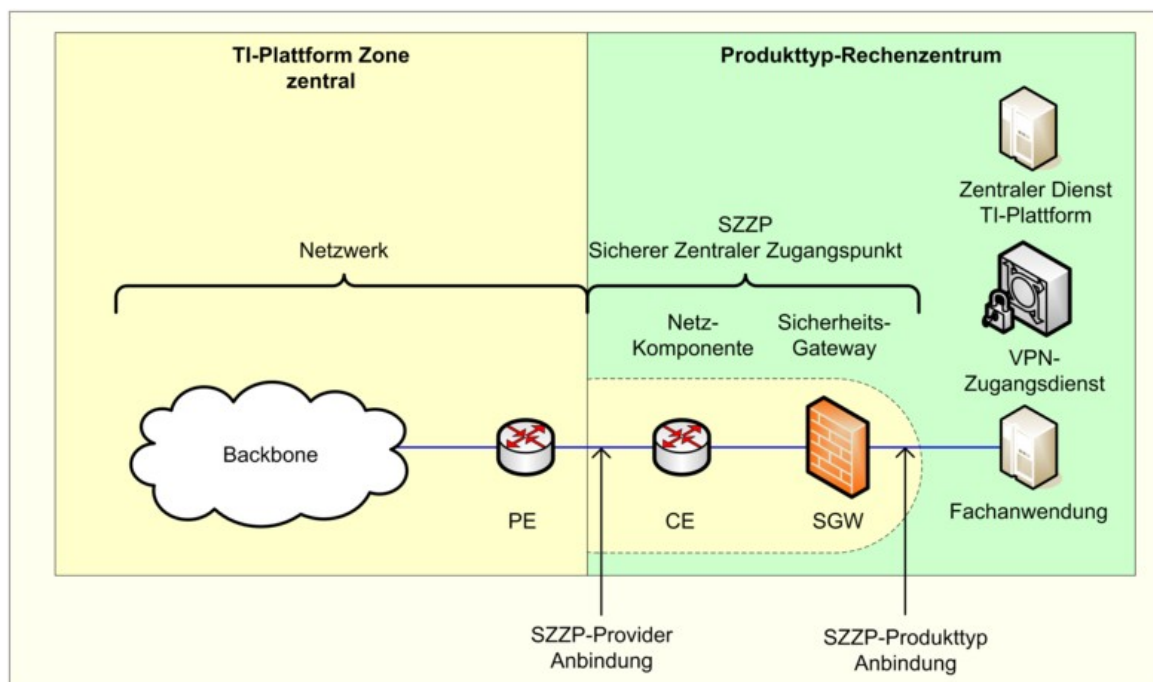 TI-Plattform Zone
zentral
Produkttyp-Rechenzentrum
Zentraler Dienst
TI-Plattform
Netzwerk
SZZP
Sicherer Zentraler Zugangspunkt
Netz-
Komponente
Sicherheits-
Gateway
VPN-
Zugangsdienst
Backbone
PE
CE
SGW
Fachanwendung
SZZP-Provider
Anbindung
SZZP-Produkttyp
Anbindung